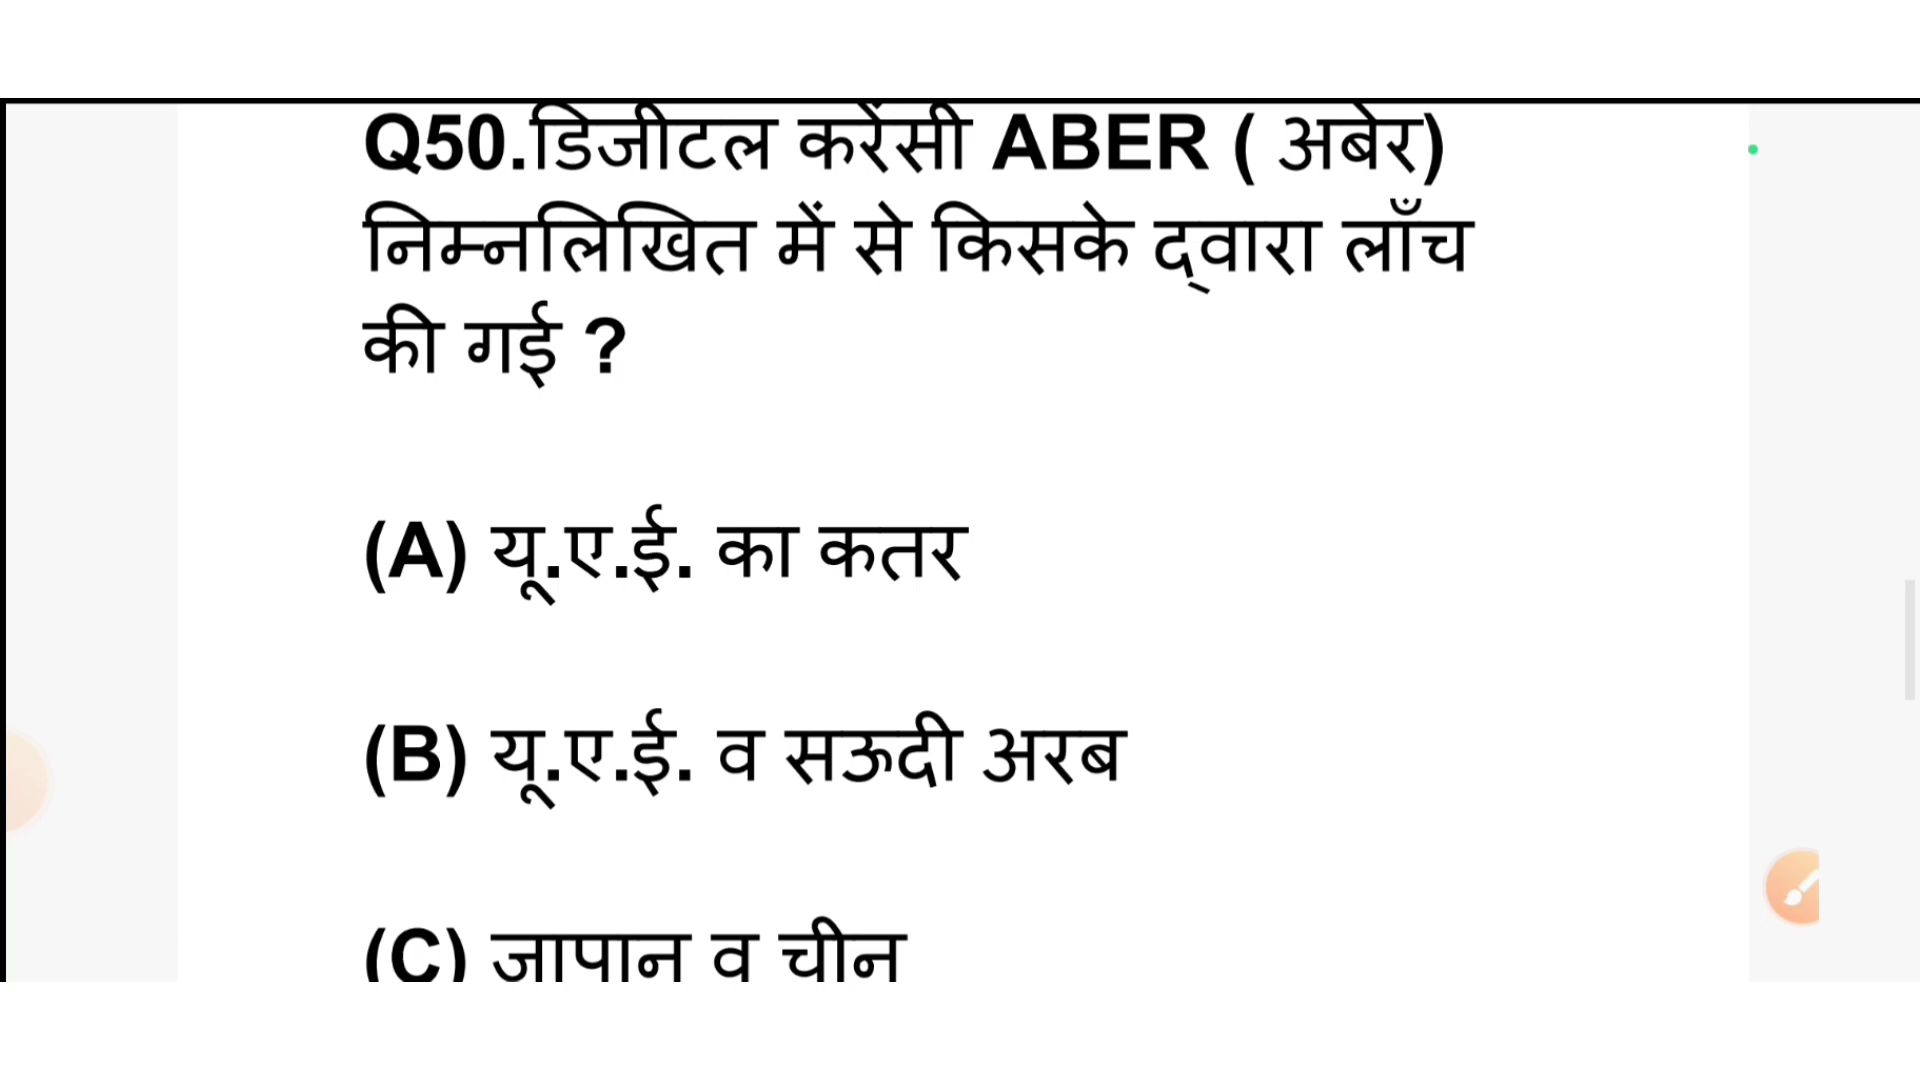 Q50.डिजीटल करेंसी ABER ( अबेर)
निम्नलिखित में से किसके द्वारा लाँच
की गई ?
(A) यू.ए.ई. का कतर
(B) यू.ए.ई. व सऊदी अरब
(C) जापान व चीन